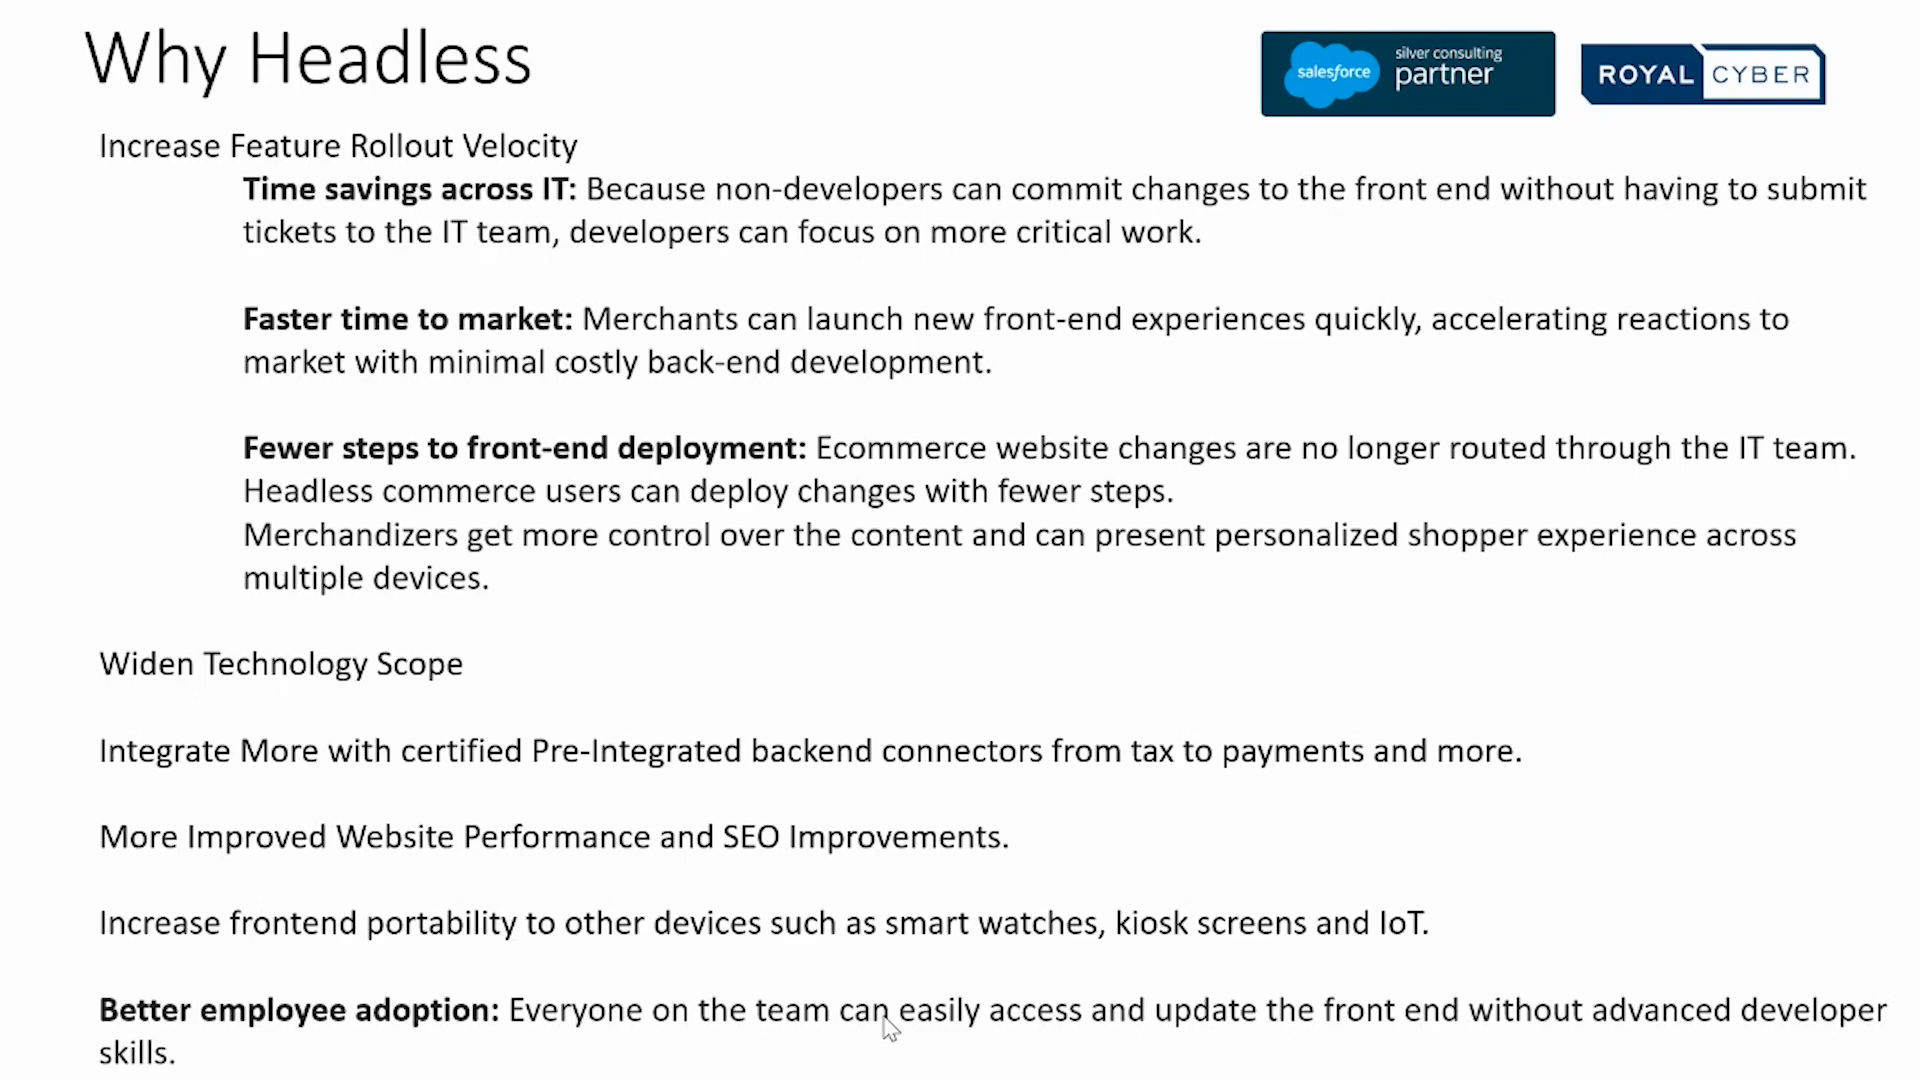 Why Headless
salesforce
silver consulting
partner
ROYAL CYBER
Increase Feature Rollout Velocity
Time savings across IT: Because non-developers can commit changes to the front end without having to submit
tickets to the IT team, developers can focus on more critical work.
Faster time to market: Merchants can launch new front-end experiences quickly, accelerating reactions to
market with minimal costly back-end development.
Fewer steps to front-end deployment: Ecommerce website changes are no longer routed through the IT team.
Headless commerce users can deploy changes with fewer steps.
Merchandizers get more control over the content and can present personalized shopper experience across
multiple devices.
Widen Technology Scope
Integrate More with certified Pre-Integrated backend connectors from tax to payments and more.
More Improved Website Performance and SEO Improvements.
Increase frontend portability to other devices such as smart watches, kiosk screens and IoT.
Better employee adoption: Everyone on the team can easily access and update the front end without advanced developer
skills.